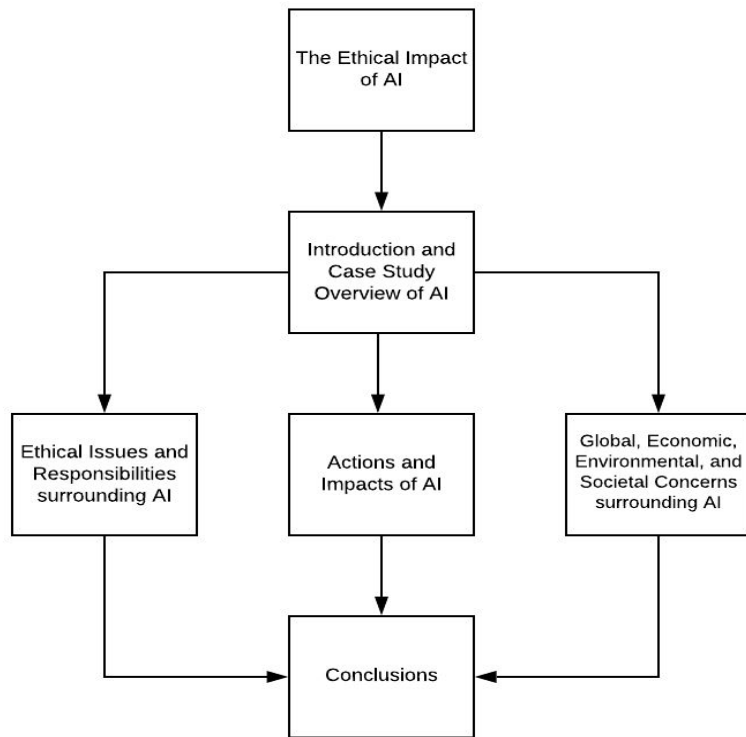 The Ethical Impact
of AI
Introduction and
Case Study
Overview of AI
Ethical Issues and
Responsibilities
surrounding AI
Actions and
Impacts of AI
Global, Economic,
Environmental, and
Societal Concerns
surrounding AI
Conclusions